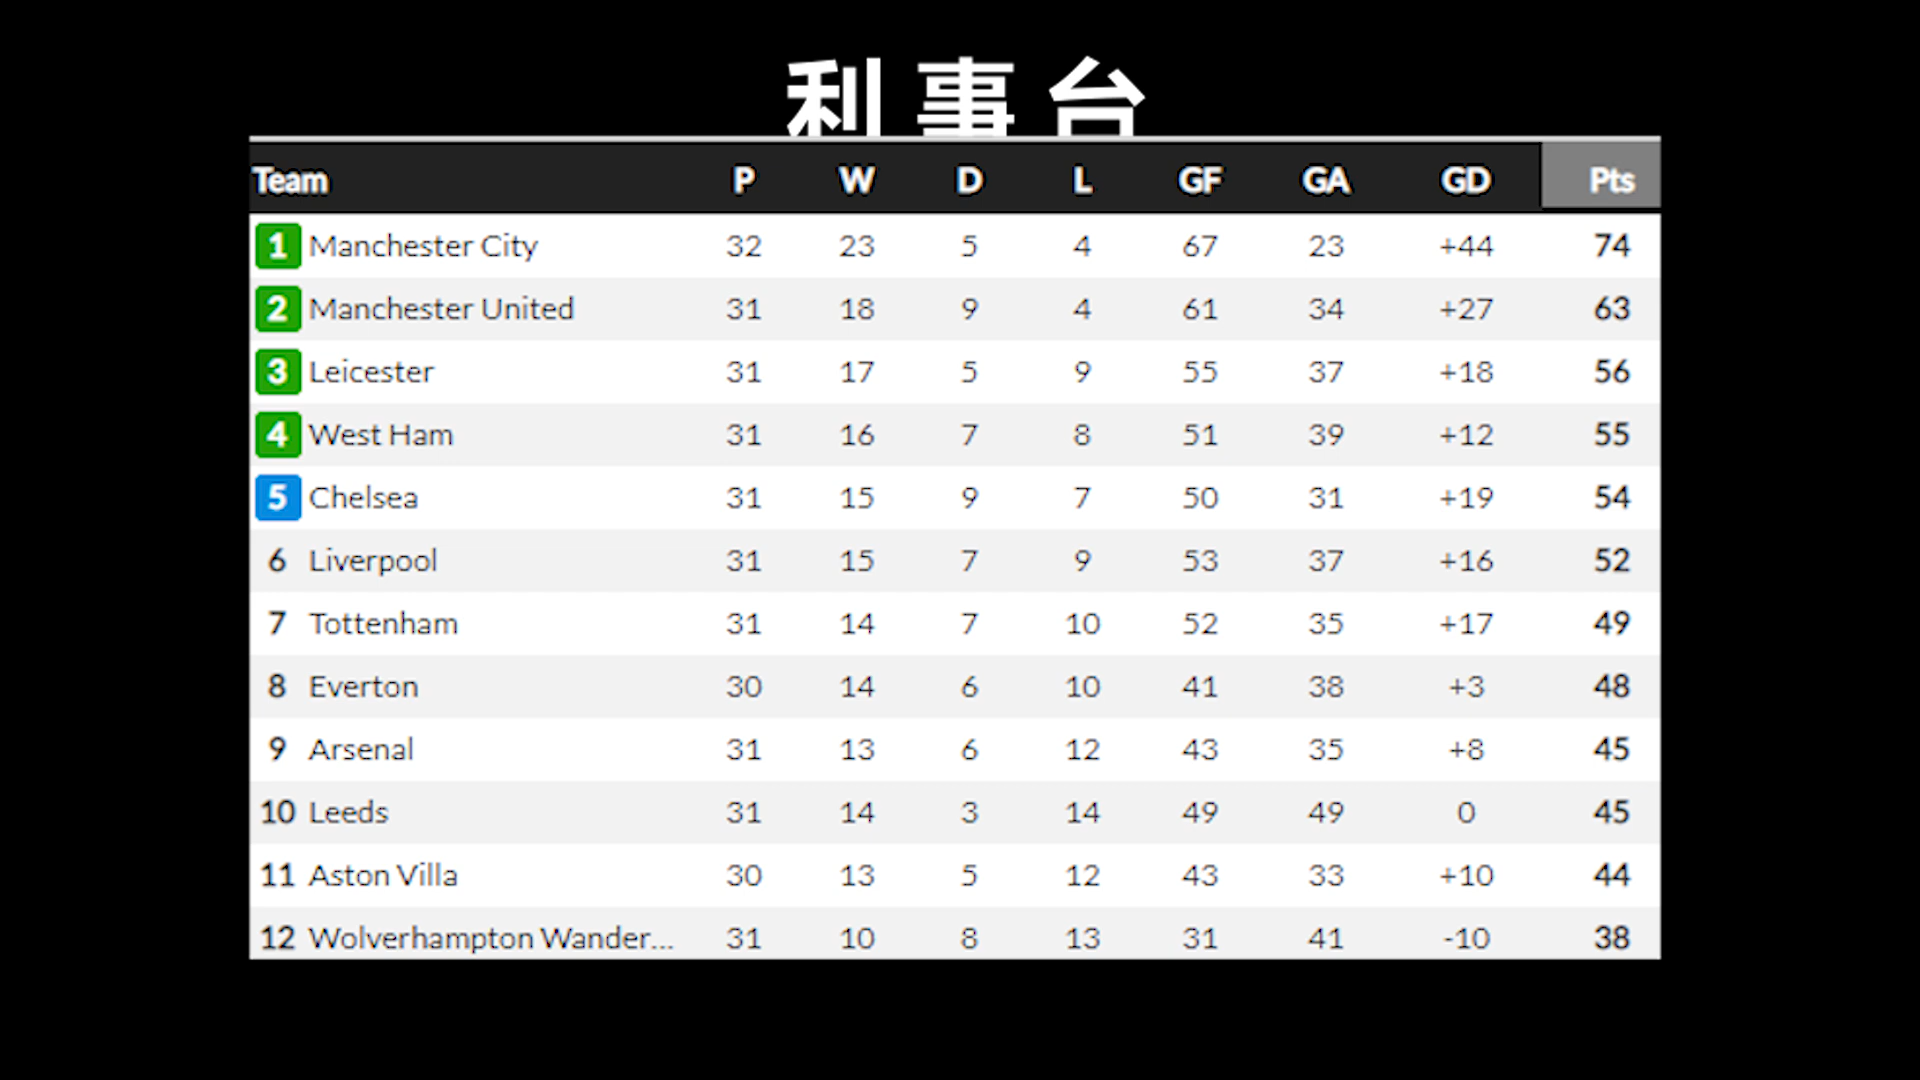 利事台
Team P W D L GF GA GD Pts
1 Manchester City 32 23 5 4 67 23 +44 74
2 Manchester United 31 18 9 4 61 34 +27 63
3 Leicester 31 17 5 9 55 37 +18 56
4 West Ham 31 16 7 8 51 39 +12 55
5 Chelsea 31 15 9 7 50 31 +19 54
6 Liverpool 31 15 7 9 53 37 +16 52
7 Tottenham 31 14 7 10 52 35 +17 49
8 Everton 30 14 6 10 41 38 +3 48
9 Arsenal 31 13 6 12 43 35 +8 45
10 Leeds 31 14 3 14 49 49 0 45
11 Aston Villa 30 13 5 12 43 33 +10 44
12 Wolverhampton Wander... 31 10 8 13 31 41 -10 38